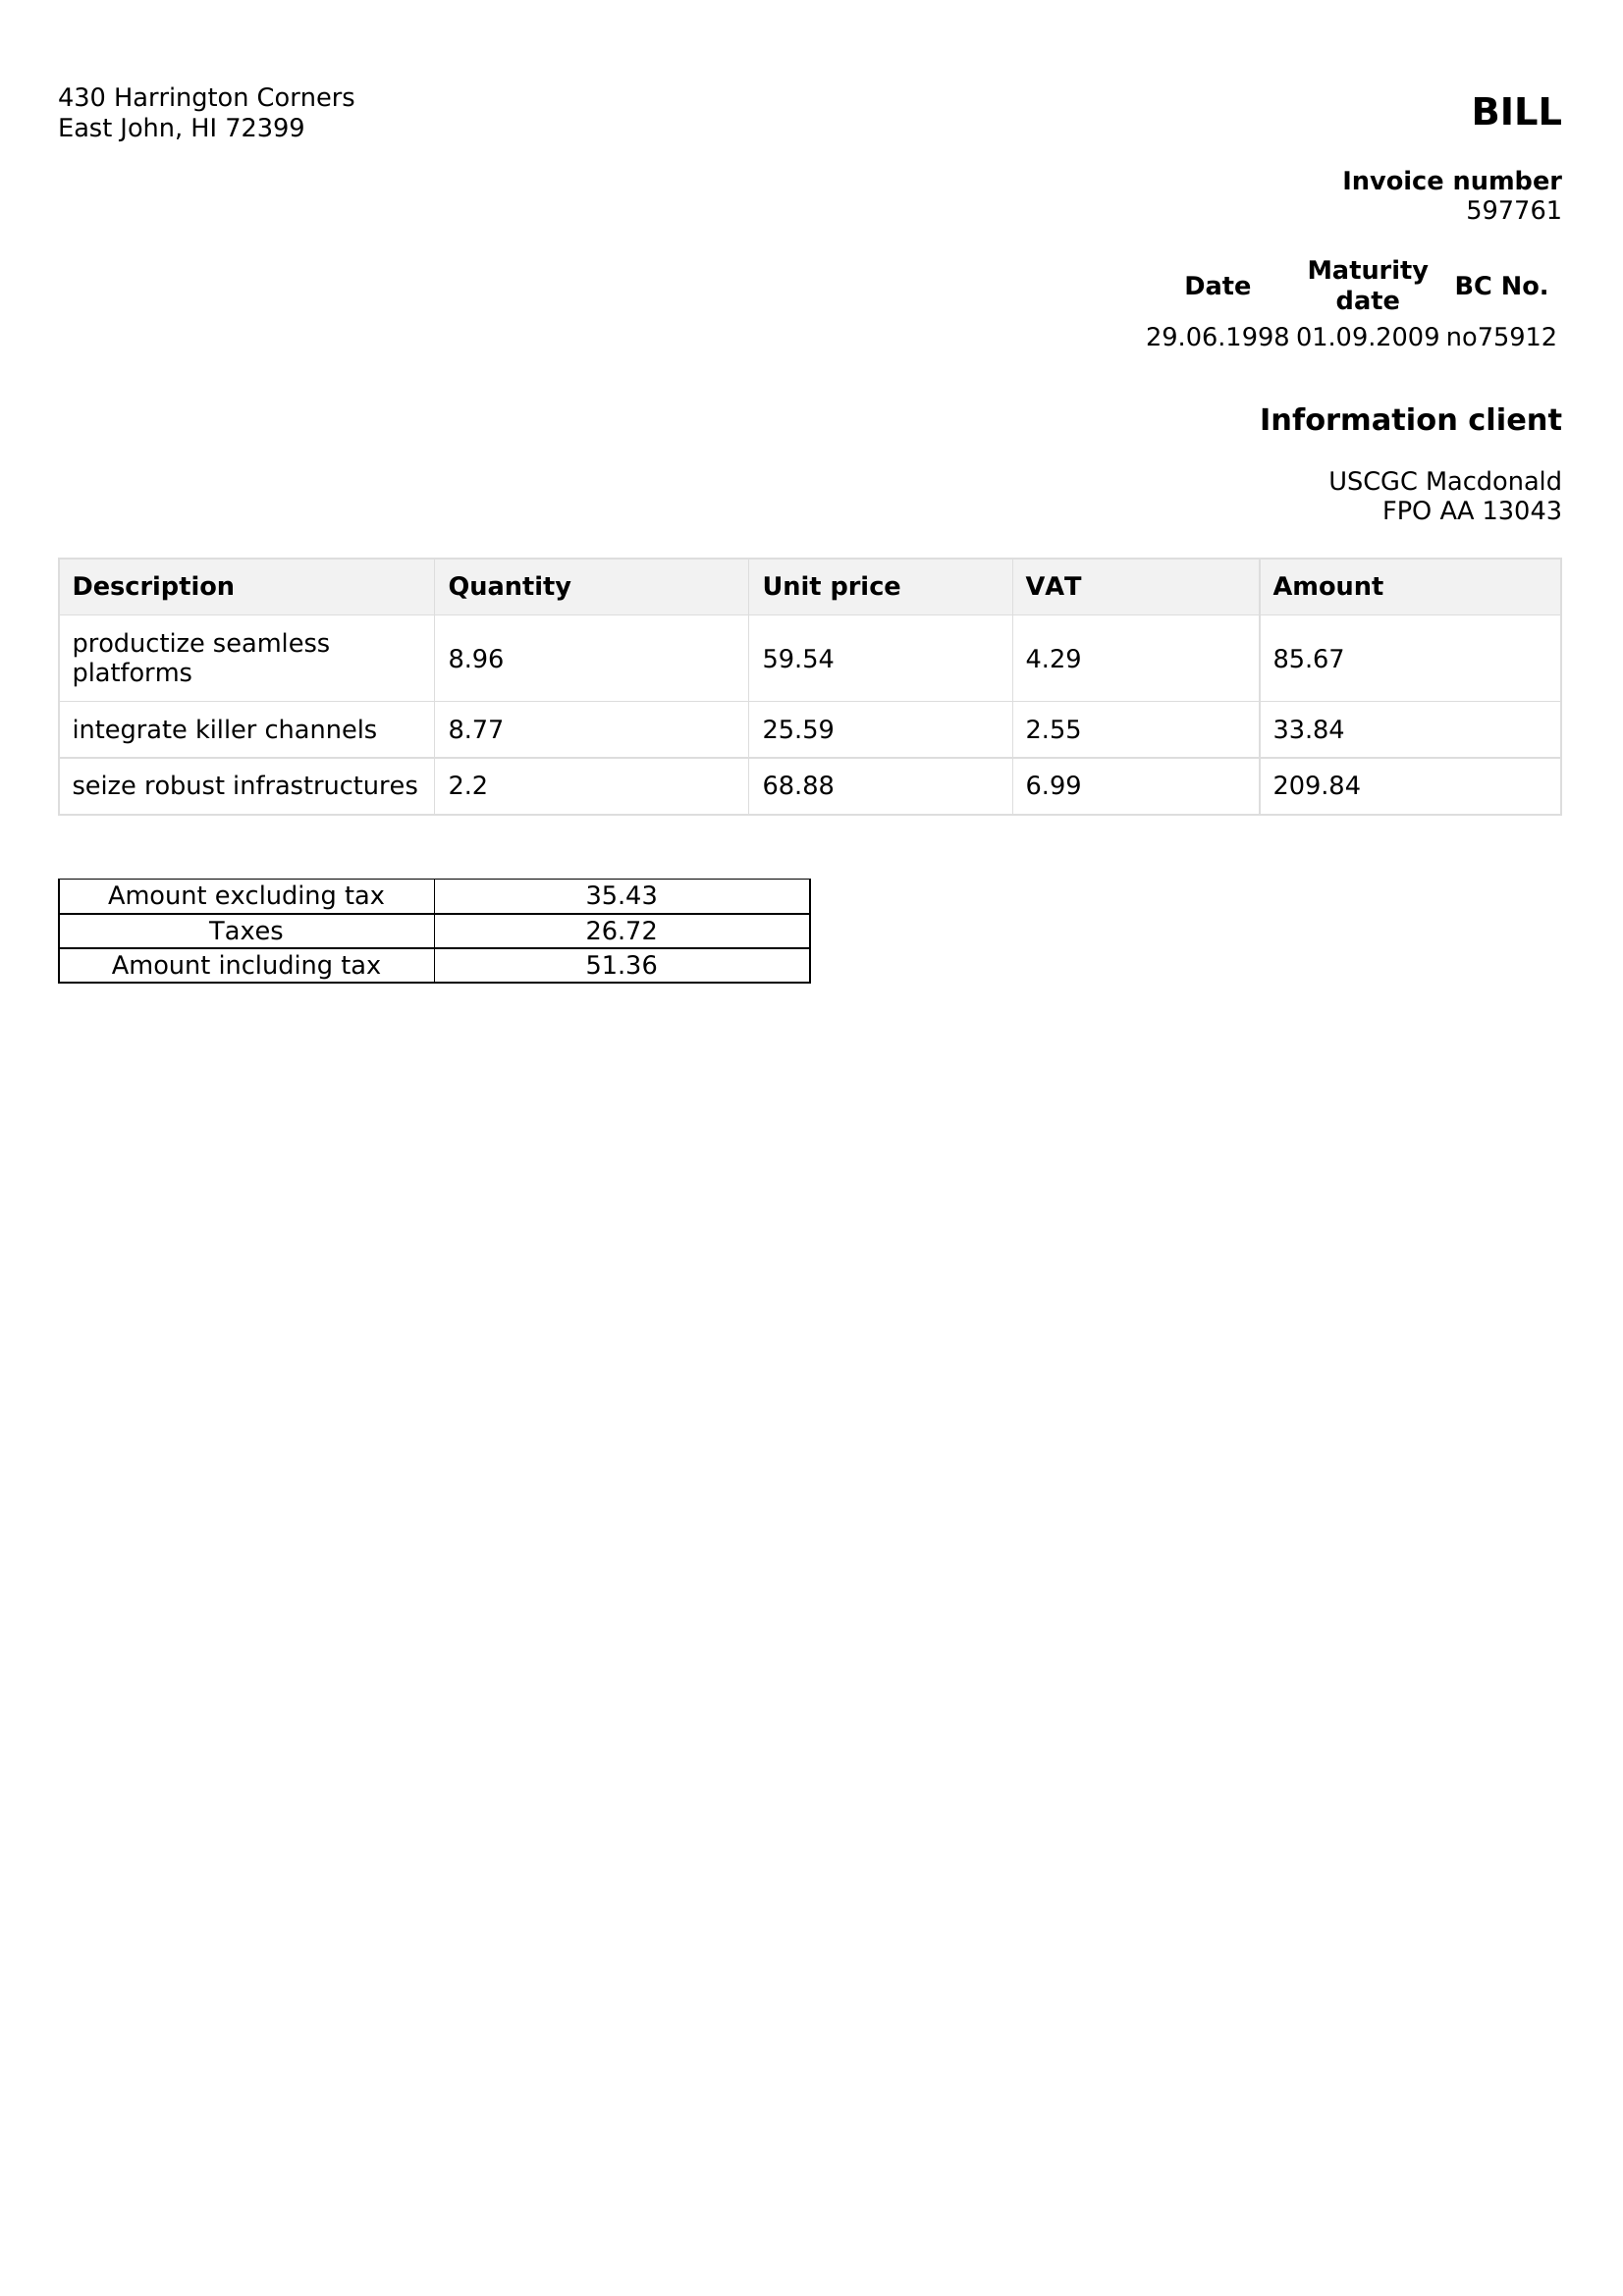 430 Harrington Corners
East John, HI 72399
BILL
Invoice number
597761
Date Maturity date BC No.
29.06.1998 01.09.2009 no75912
Information client
USCGC Macdonald
FPO AA 13043
Description Quantity Unit price VAT Amount
productize seamless
platforms 8.96 59.54 4.29 85.67
integrate killer channels 8.77 25.59 2.55 33.84
seize robust infrastructures 2.2 68.88 6.99 209.84
Amount excluding tax 35.43
Taxes 26.72
Amount including tax 51.36